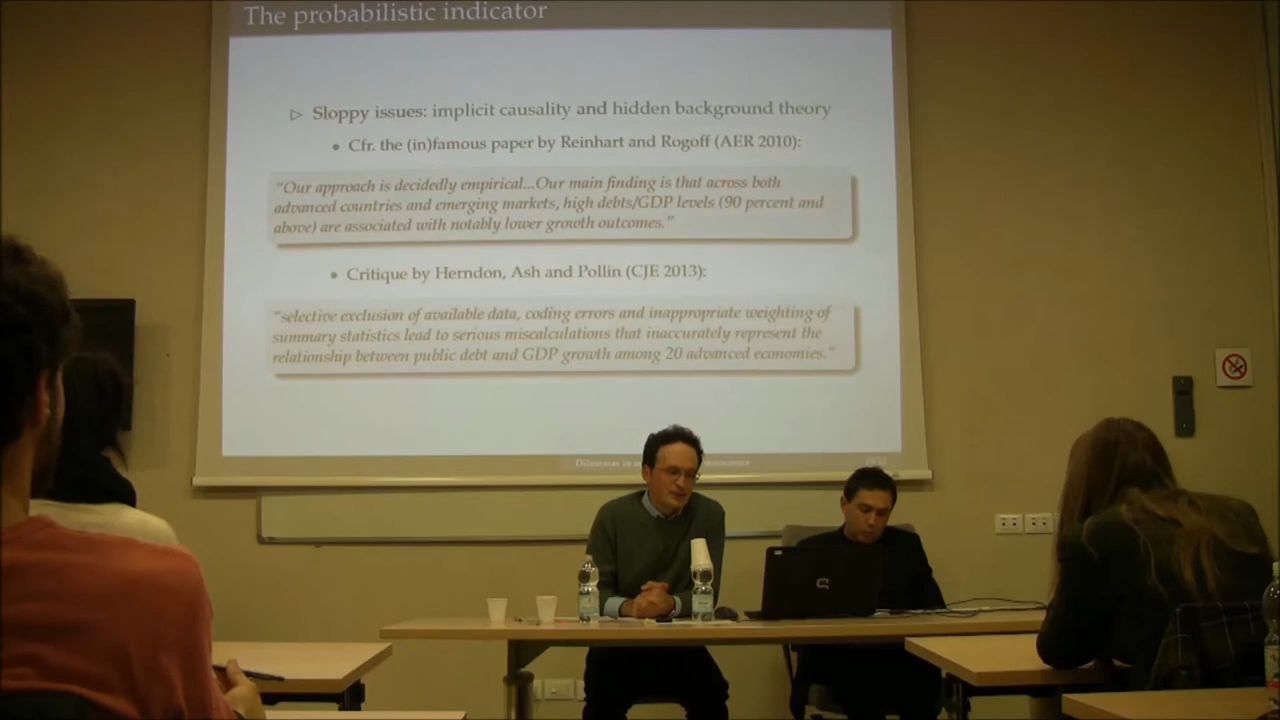 The probabilistic indicator
Sloppy issues: implicit causality and hidden background theory
Cfr. the (in)famous paper by Reinhart and Rogoff (AER 2010):
“Our approach is decidedly empirical...Our main finding is that across both
advanced countries and emerging markets, high debts/GDP levels (90 percent and
above) are associated with notably lower growth outcomes.”
Critique by Herndon, Ash and Pollin (CJE 2013):
“selective exclusion of available data, coding errors and inappropriate weighting of
summary statistics lead to serious miscalculations that inaccurately represent the
relationship between public debt and GDP growth among 20 advanced economies.”